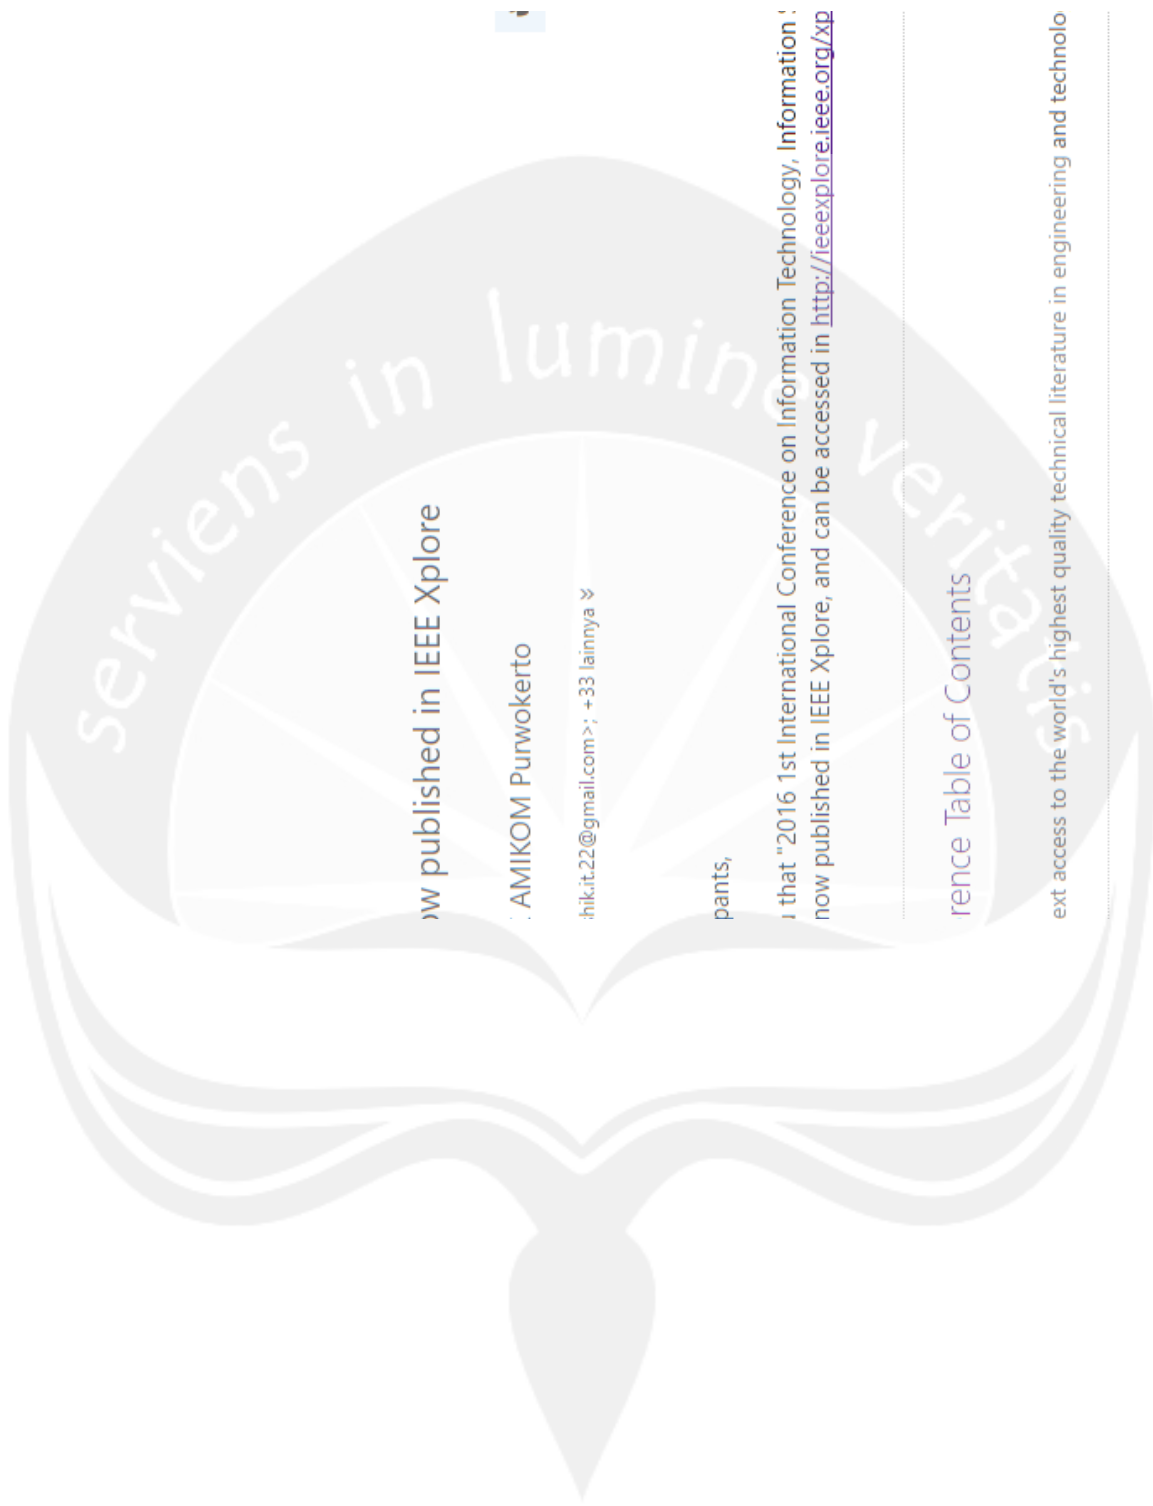 serviens in lumine veritatis
published in IEEE Xplore
AMIKOM Purwokerto
hik.it.22@gmail.com>; +33 lainnya
pants,
that "2016 1st International Conference on Information Technology, Information
now published in IEEE Xplore, and can be accessed in http://ieeexplore.ieee.org/xp
rence Table of Contents
ext access to the world's highest quality technical literature in engineering and technolo